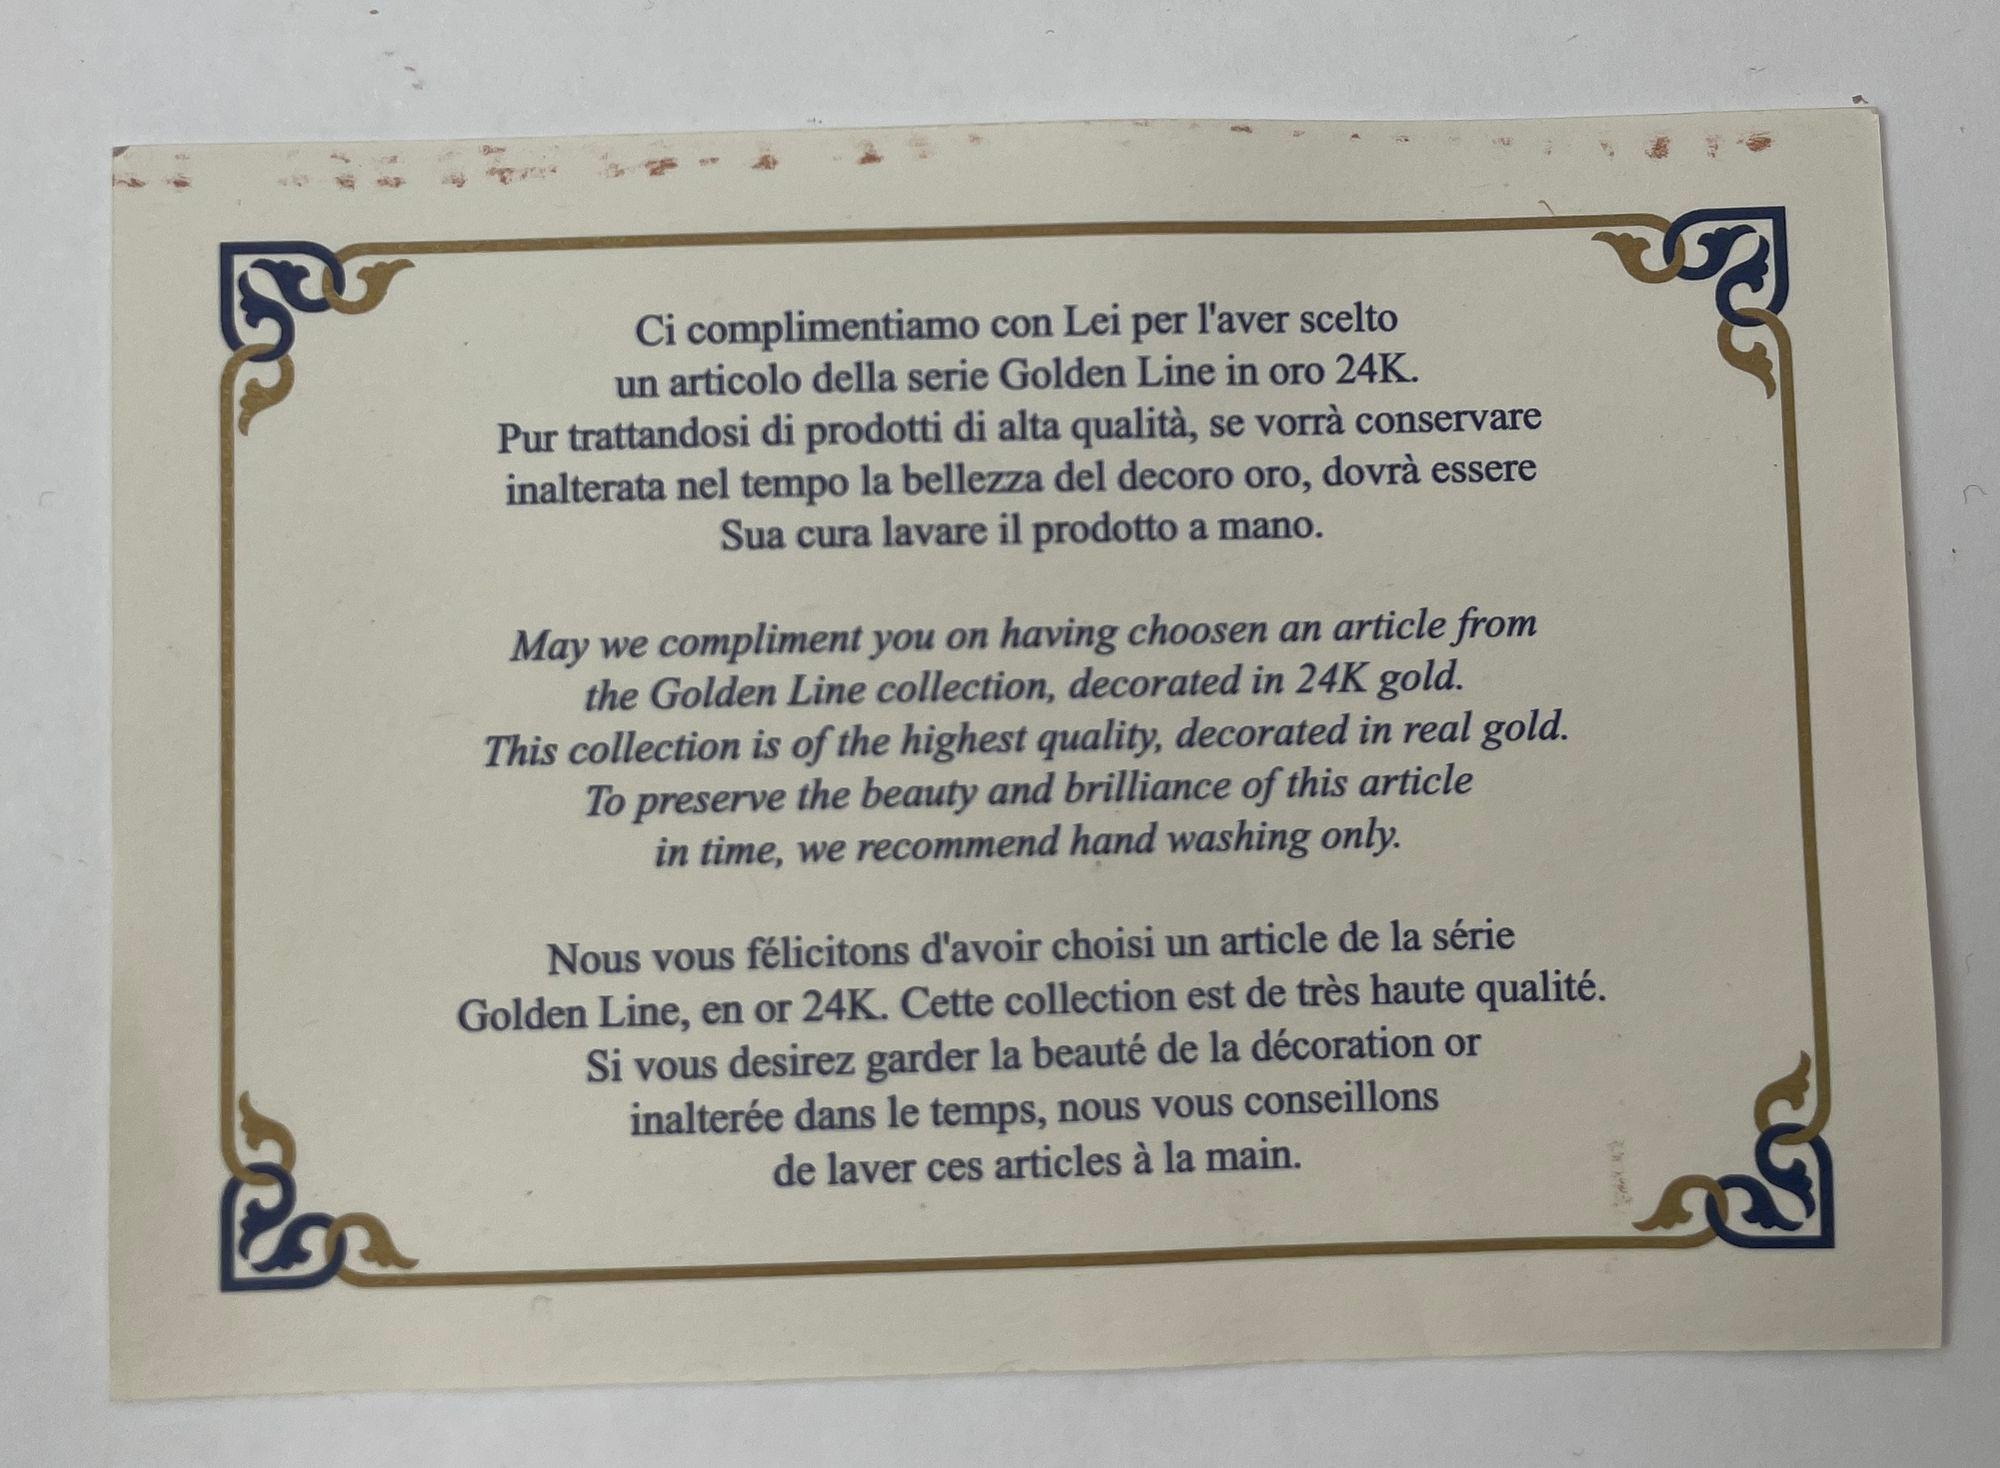 Ci complimentiamo con Lei per l'aver scelto
un articolo della serie Golden Line in oro 24K.
Pur trattandosi di prodotti di alta qualità, se vorrà conservare
inalterata nel tempo la bellezza del decoro oro, dovrà essere
Sua cura lavare il prodotto a mano.
May we compliment you on having choosen an article from
the Golden Line collection, decorated in 24K gold.
This collection is of the highest quality, decorated in real gold.
To preserve the beauty and brilliance of this article
in time, we recommend hand washing only.
Nous vous félicitons d'avoir choisi un article de la série
Golden Line, en or 24K. Cette collection est de très haute qualité.
Si vous desirez garder la beauté de la décoration or
inalterée dans le temps, nous vous conseillons
de laver ces articles à la main.